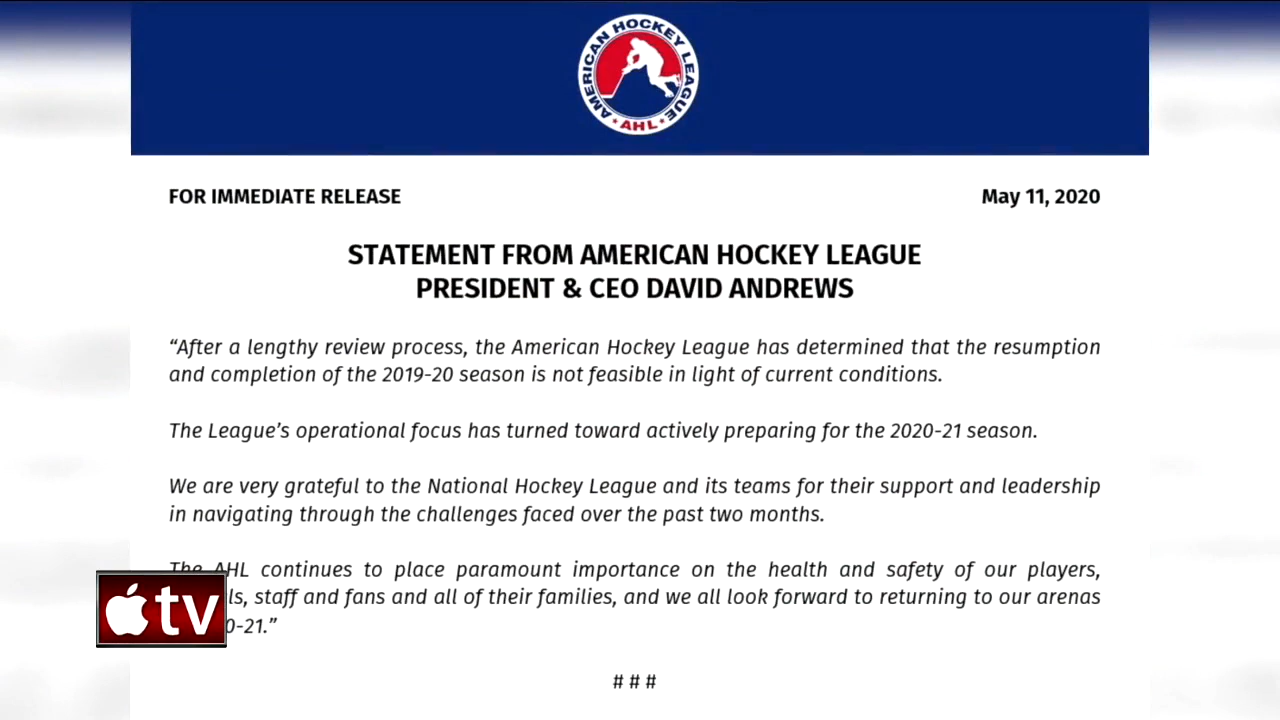 AMERICAN HOCKEY LEAGUE
AHL
FOR IMMEDIATE RELEASE May 11, 2020
STATEMENT FROM AMERICAN HOCKEY LEAGUE
PRESIDENT & CEO DAVID ANDREWS
“After a lengthy review process, the American Hockey League has determined that the resumption
and completion of the 2019-20 season is not feasible in light of current conditions.
The League’s operational focus has turned toward actively preparing for the 2020-21 season.
We are very grateful to the National Hockey League and its teams for their support and leadership
in navigating through the challenges faced over the past two months.
The AHL continues to place paramount importance on the health and safety of our players,
ls, staff and fans and all of their families, and we all look forward to returning to our arenas
0-21.”
tv
# # #